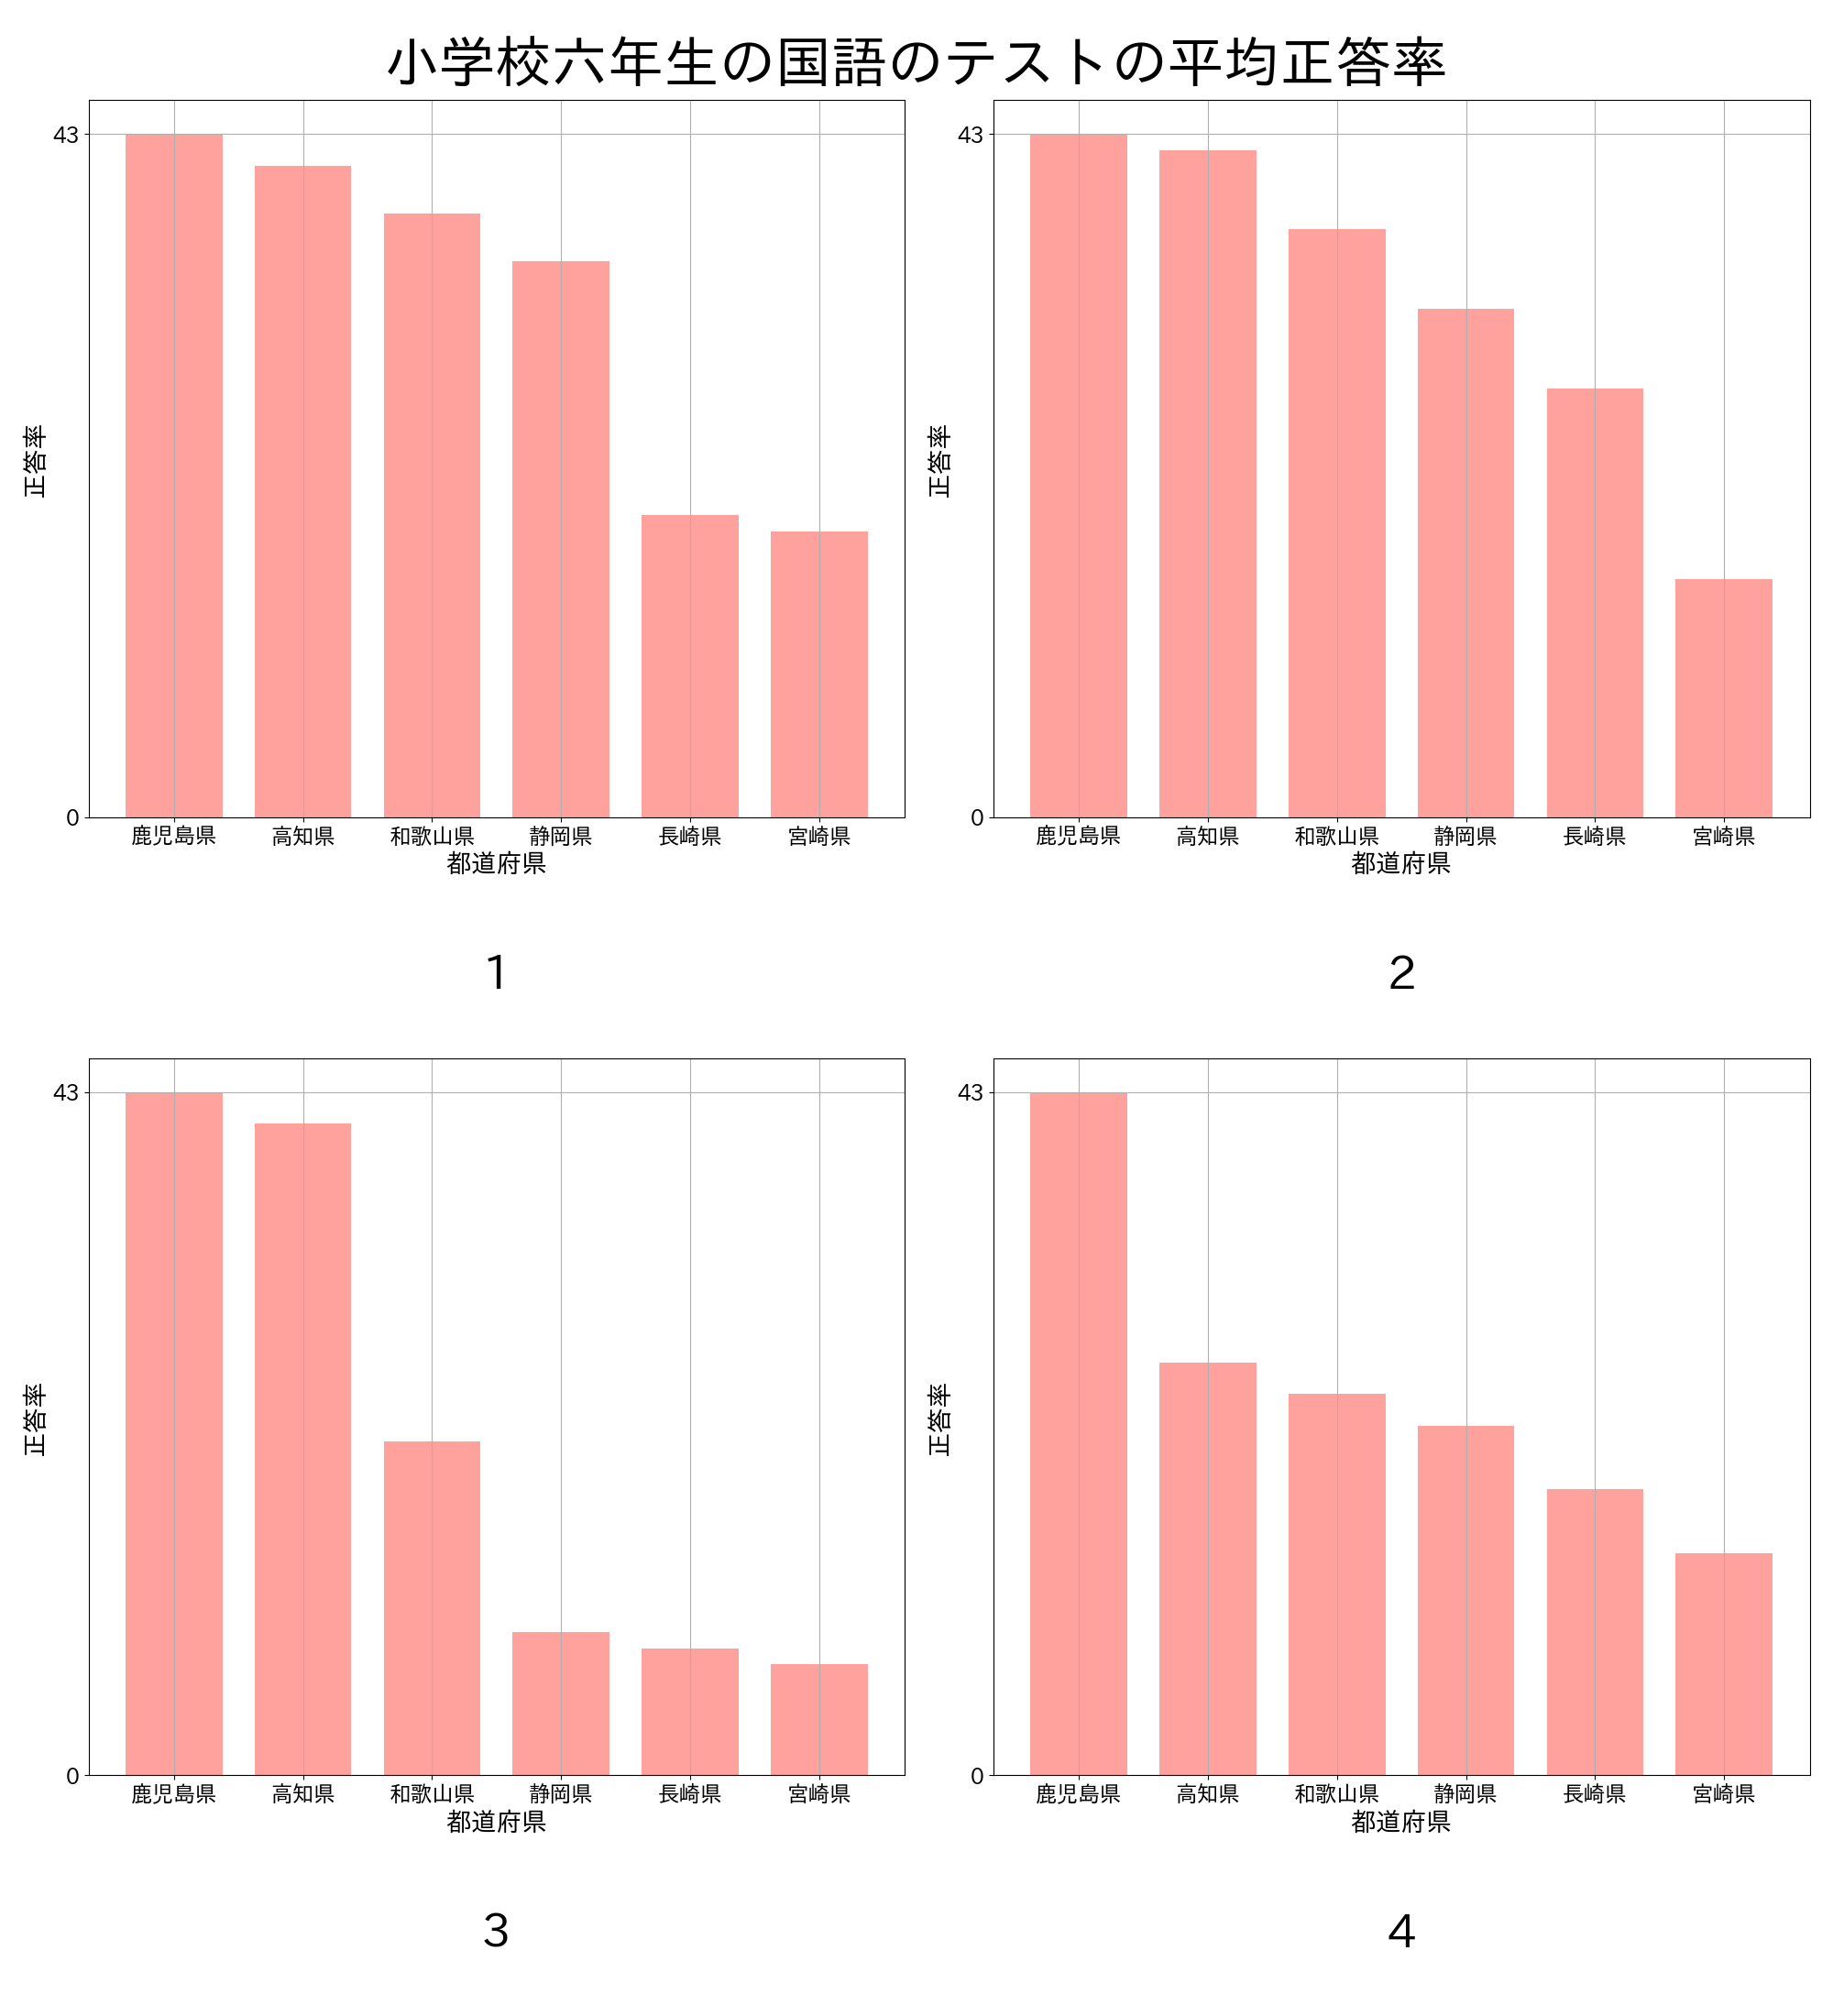 小学校六年生の国語のテストの平均正答率
43
0
正答率
鹿児島県 高知県 和歌山県 静岡県 長崎県 宮崎県
都道府県
1
43
0
正答率
鹿児島県 高知県 和歌山県 静岡県 長崎県 宮崎県
都道府県
2
43
0
正答率
鹿児島県 高知県 和歌山県 静岡県 長崎県 宮崎県
都道府県
3
43
0
正答率
鹿児島県 高知県 和歌山県 静岡県 長崎県 宮崎県
都道府県
4